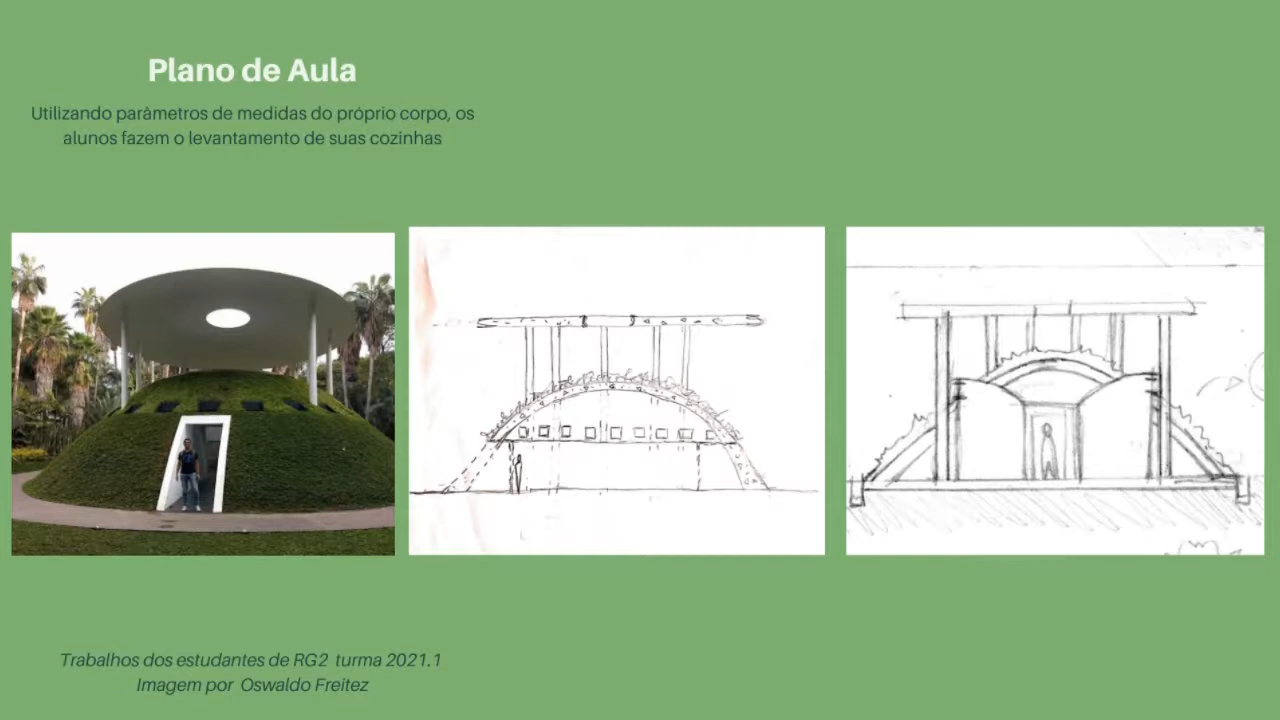 Plano de Aula
Utilizando parâmetros de medidas do próprio corpo, os
alunos fazem o levantamento de suas cozinhas
Trabalhos dos estudantes de RG2 turma 2021.1
Imagem por Oswaldo Freitez